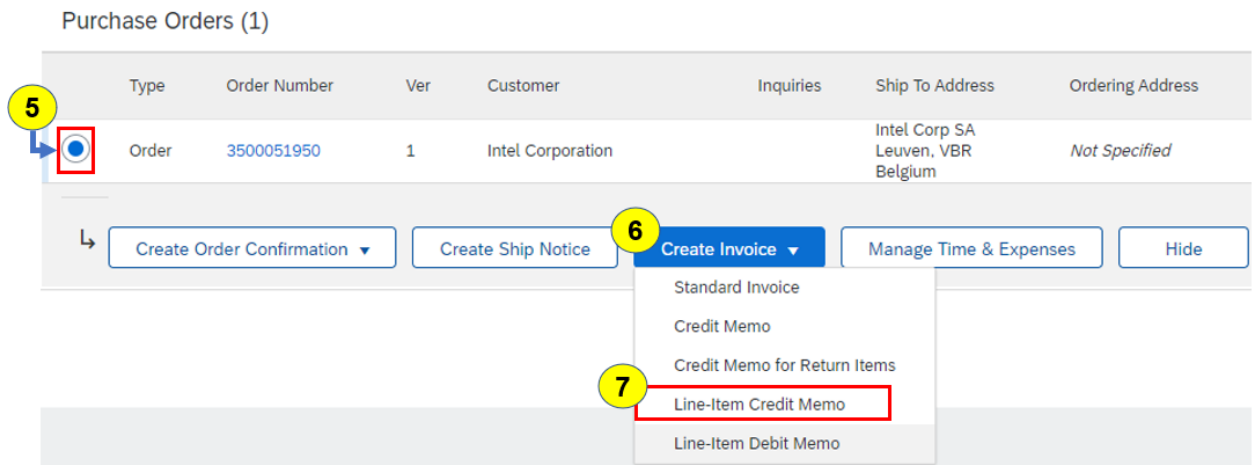 Purchase Orders (1)
Type Order Number Ver Customer Inquiries Ship To Address Ordering Address
5
Order 3500051950 1 Intel Corporation Intel Corp SA
Leuven, VBR
Belgium
Not Specified
6
Create Order Confirmation Create Ship Notice Create Invoice Manage Time & Expenses Hide
Standard Invoice
Credit Memo
Credit Memo for Return Items
7
Line-Item Credit Memo
Line-Item Debit Memo